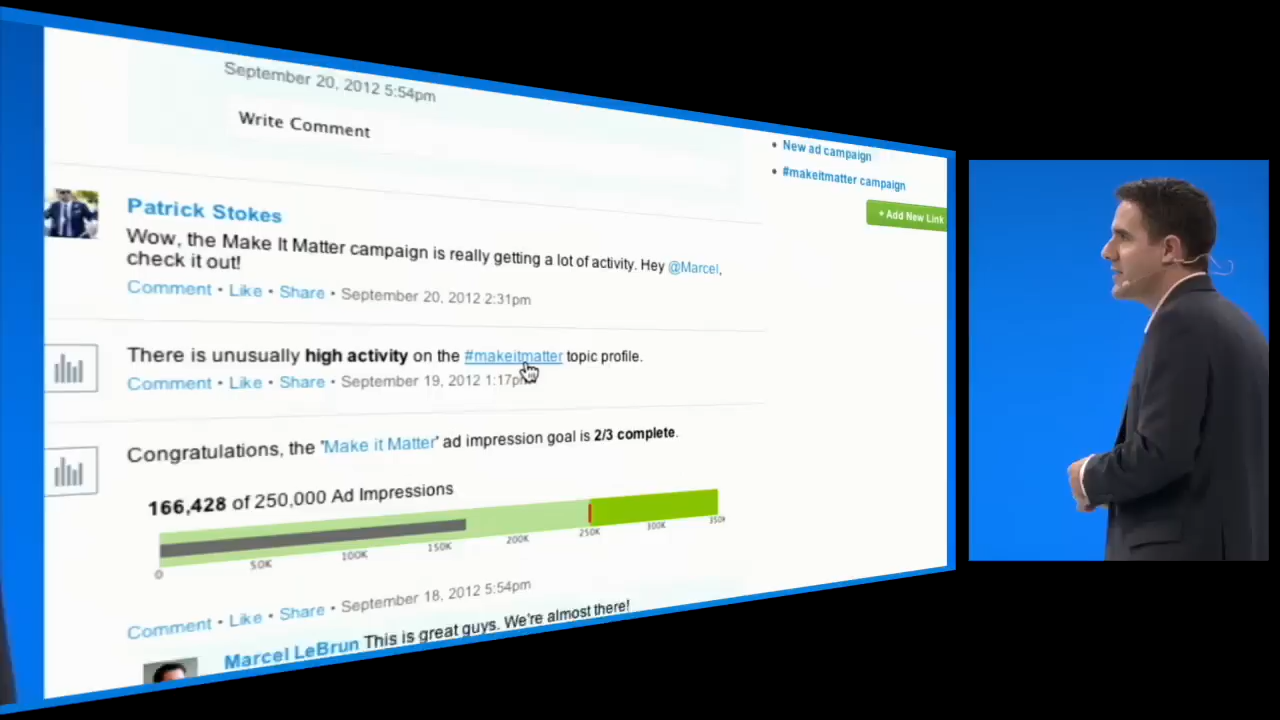 September 20, 2012 5:54pm
Write Comment
• New ad campaign
• #makeitmatter campaign
+ Add New Link
Patrick Stokes
Wow, the Make It Matter campaign is really getting a lot of activity. Hey @Marcel,
check it out!
Comment • Like • Share • September 20, 2012 2:31pm
There is unusually high activity on the #makeitmatter topic profile.
Comment • Like • Share • September 19, 2012 1:17pm
Congratulations, the 'Make it Matter' ad impression goal is 2/3 complete.
166,428 of 250,000 Ad Impressions
0 50K 100K 150K 200K 250K 300K 350K
Comment • Like • Share • September 18, 2012 5:54pm
Marcel LeBrun This is great guys. We're almost there!